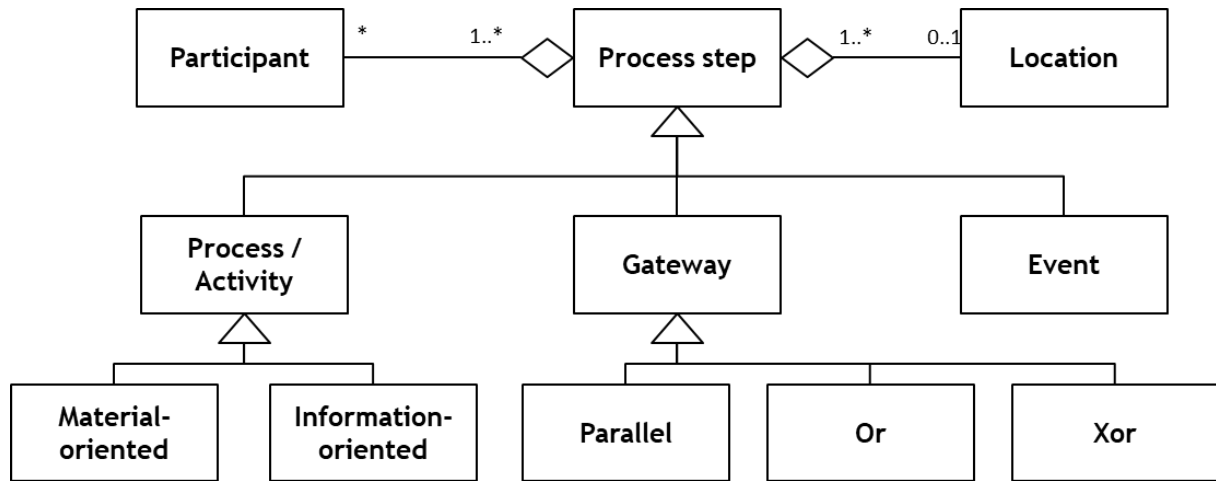 * 1..* 1..* 0..1
Participant Process step Location
Process /
Activity
Gateway
Event
Material-
oriented
Information-
oriented
Parallel
Or
Xor